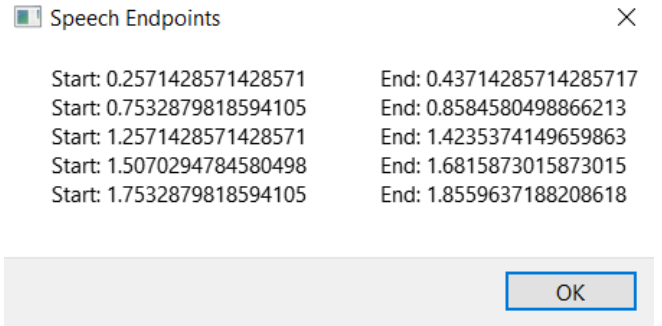 Speech Endpoints
Start: 0.2571428571428571 End: 0.43714285714285717
Start: 0.7532879818594105 End: 0.8584580498866213
Start: 1.2571428571428571 End: 1.4235374149659863
Start: 1.5070294784580498 End: 1.6815873015873015
Start: 1.7532879818594105 End: 1.8559637188208618
OK